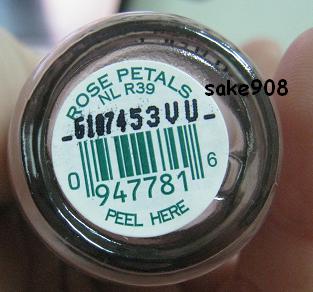 ROSE PETALS
NL R39
sake908
6107453VU
0 947781 6
PEEL HERE